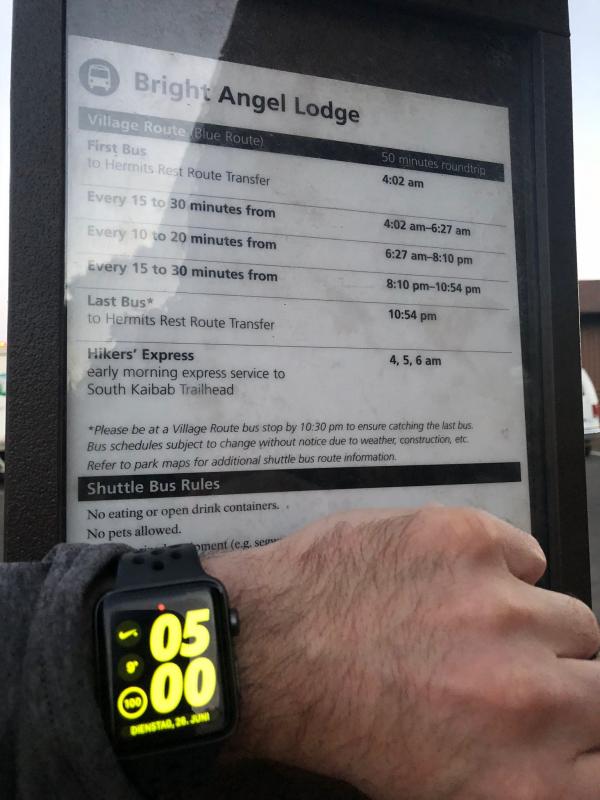 Bright Angel Lodge
Village Route (Blue Route) 50 minutes roundtrip
First Bus
to Hermits Rest Route Transfer 4:02 am
Every 15 to 30 minutes from 4:02 am–6:27 am
Every 10 to 20 minutes from 6:27 am–8:10 pm
Every 15 to 30 minutes from 8:10 pm–10:54 pm
Last Bus* 10:54 pm
to Hermits Rest Route Transfer
Hikers' Express 4, 5, 6 am
early morning express service to
South Kaibab Trailhead
*Please be at a Village Route bus stop by 10:30 pm to ensure catching the last bus.
Bus schedules subject to change without notice due to weather, construction, etc.
Refer to park maps for additional shuttle bus route information.
Shuttle Bus Rules
No eating or open drink containers.
No pets allowed.
(e.g.
05
00
100
DIENSTAG, 26. JUNI